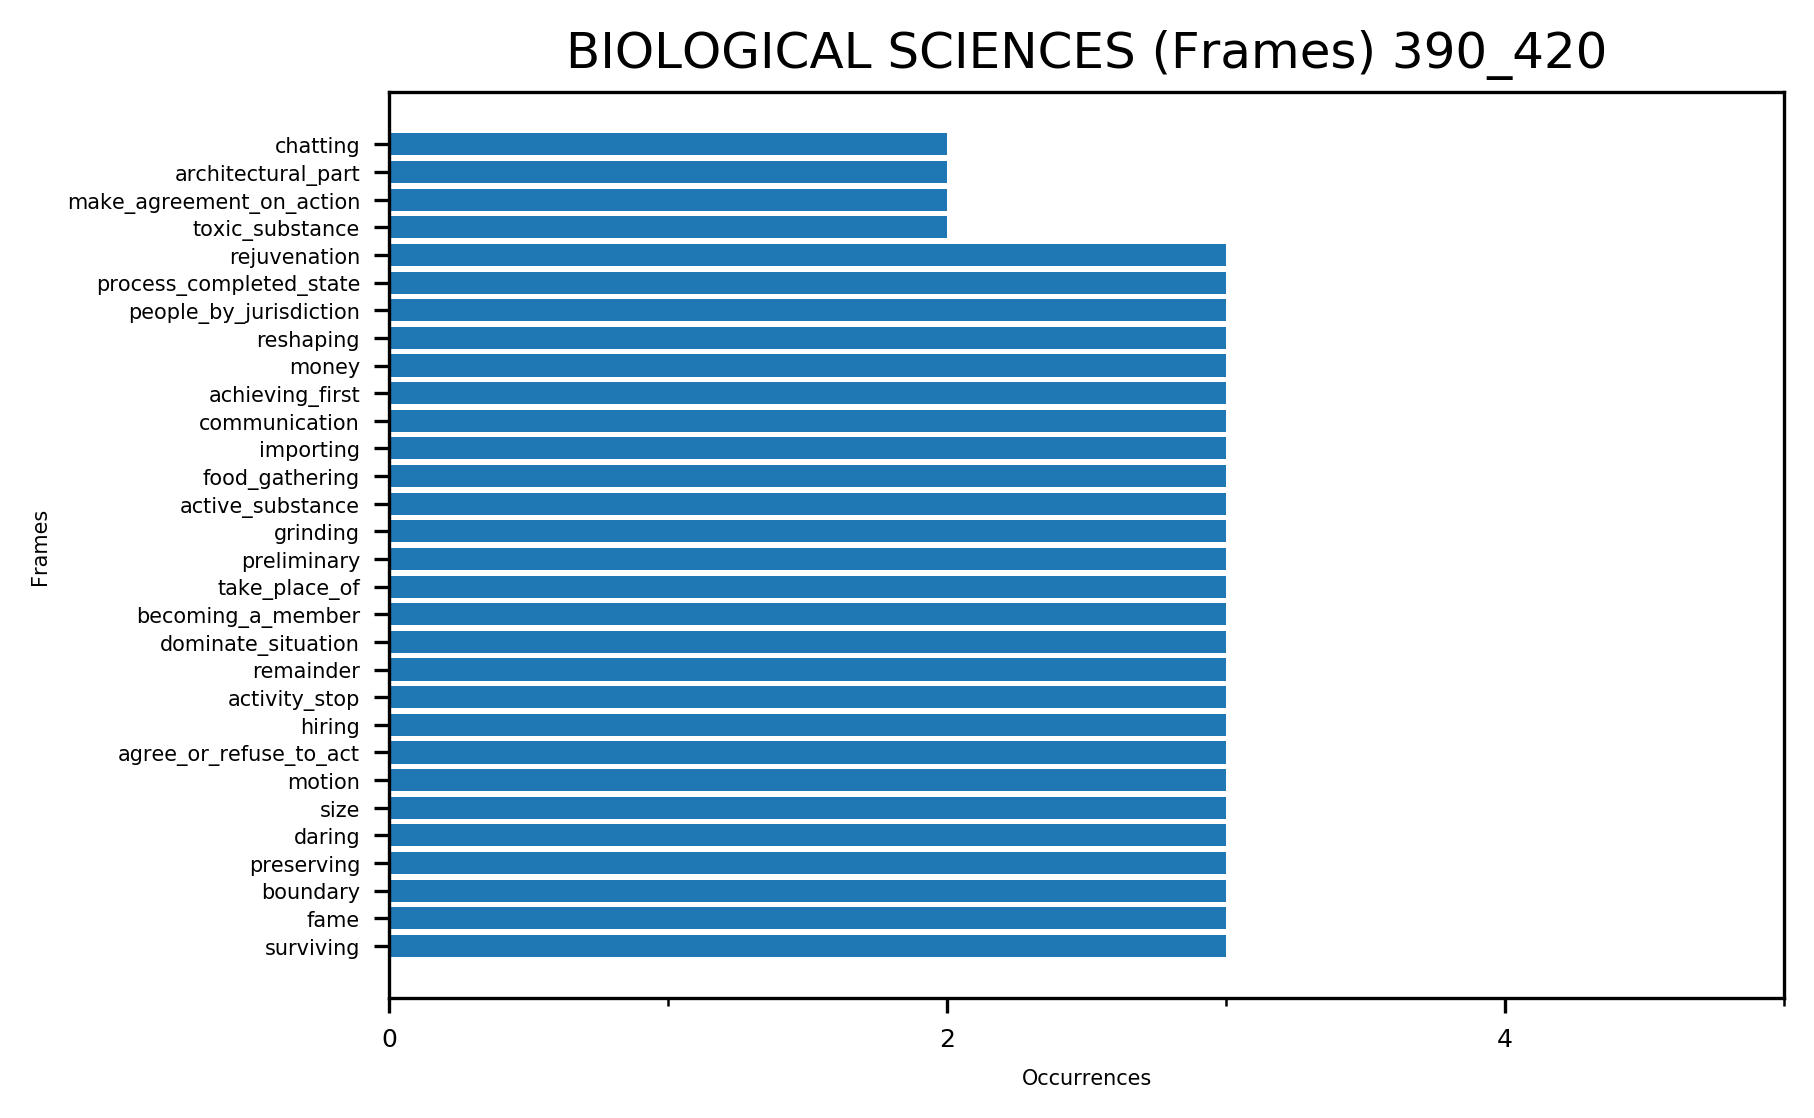 BIOLOGICAL SCIENCES (Frames) 390_420
chatting
architectural_part
make_agreement_on_action
toxic_substance
rejuvenation
process_completed_state
people_by_jurisdiction
reshaping
money
achieving_first
communication
importing
food_gathering
active_substance
grinding
preliminary
take_place_of
becoming_a_member
dominate_situation
remainder
activity_stop
hiring
agree_or_refuse_to_act
motion
size
daring
preserving
boundary
fame
surviving
Frames
0 2 4
Occurrences